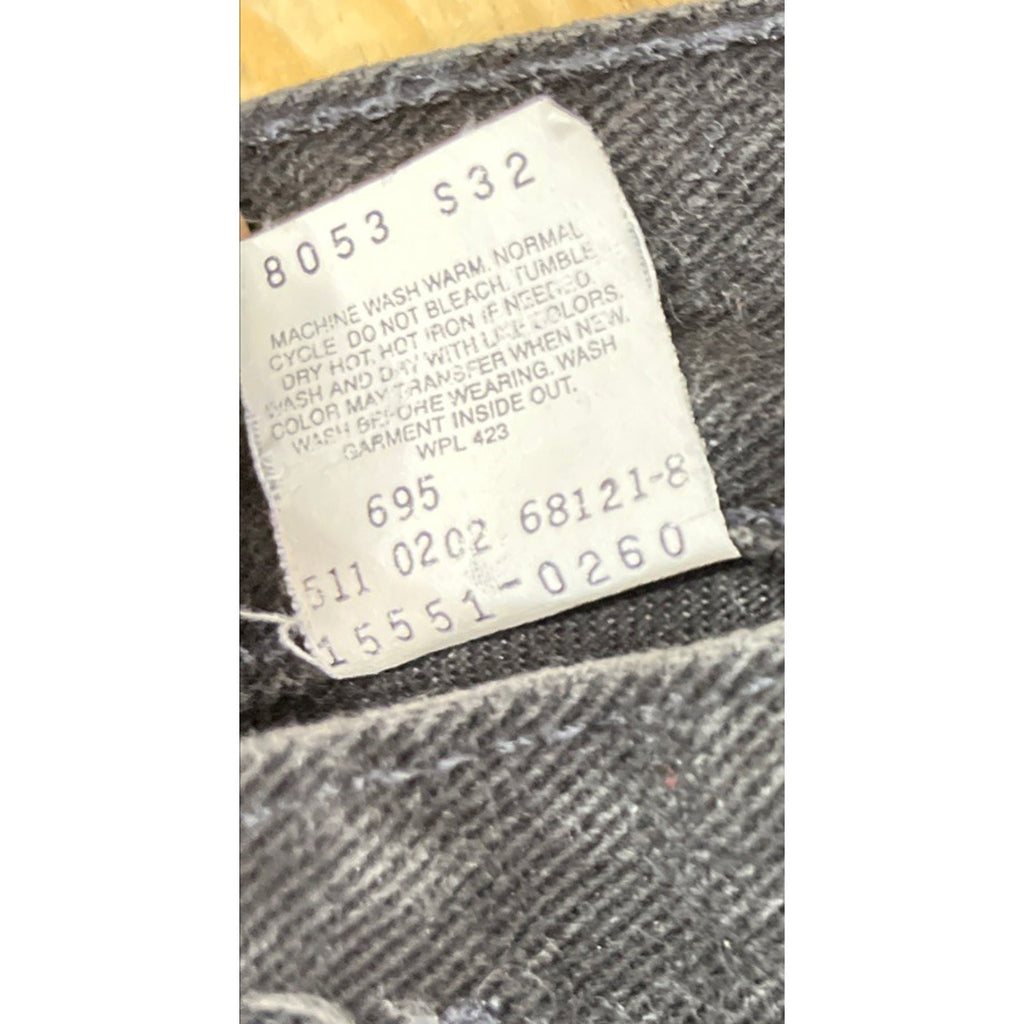 8053 S32
MACHINE WASH WARM. NORMAL
CYCLE. DO NOT BLEACH. TUMBLE
DRY HOT. HOT IRON IF NEEDED.
WASH AND DAY WITH LIKE COLORS.
COLOR MAY TRANSFER WHEN NEW.
WASH BEFORE WEARING. WASH
GARMENT INSIDE OUT.
WPL 423
695
511 0202 68121-8
15551-0260